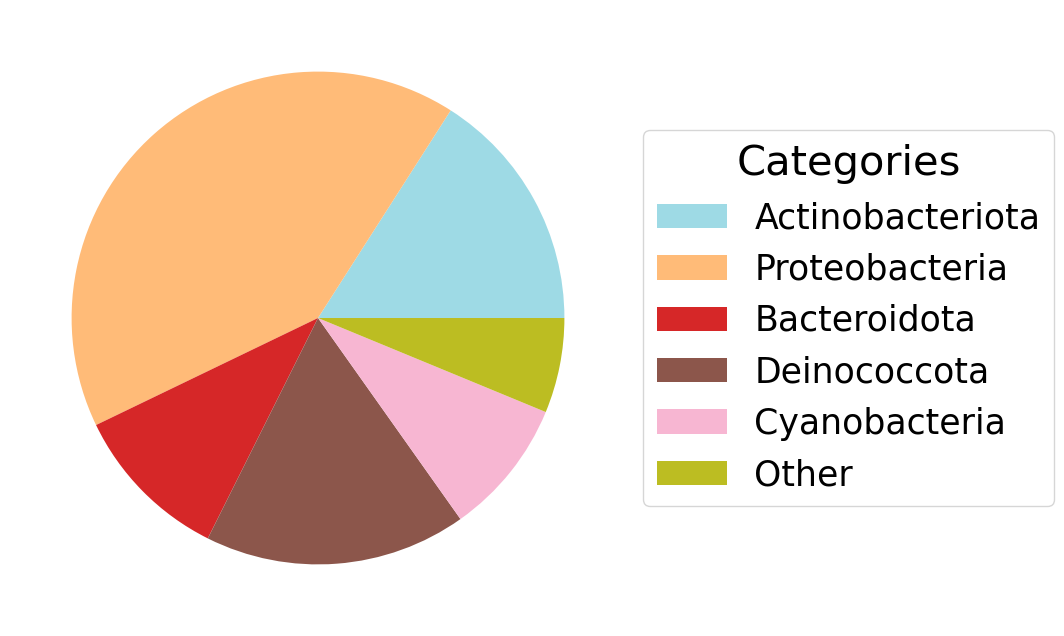 Categories
Actinobacteriota
Proteobacteria
Bacteroidota
Deinococcota
Cyanobacteria
Other